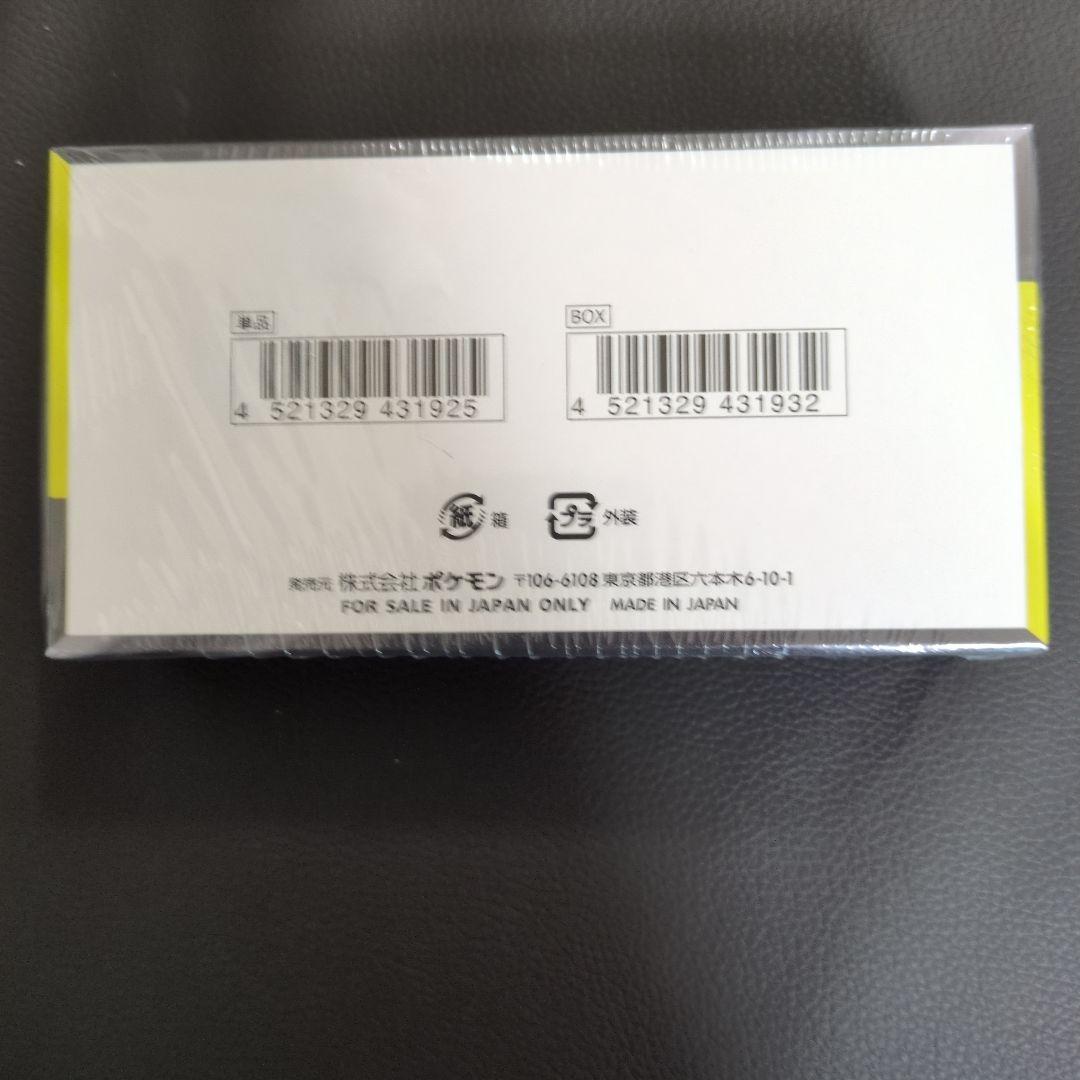 単品
4 521329 431925
BOX
4 521329 431932
紙 箱 プラ 外装
発売元 株式会社ポケモン 〒106-6108 東京都港区六本木6-10-1
FOR SALE IN JAPAN ONLY MADE IN JAPAN